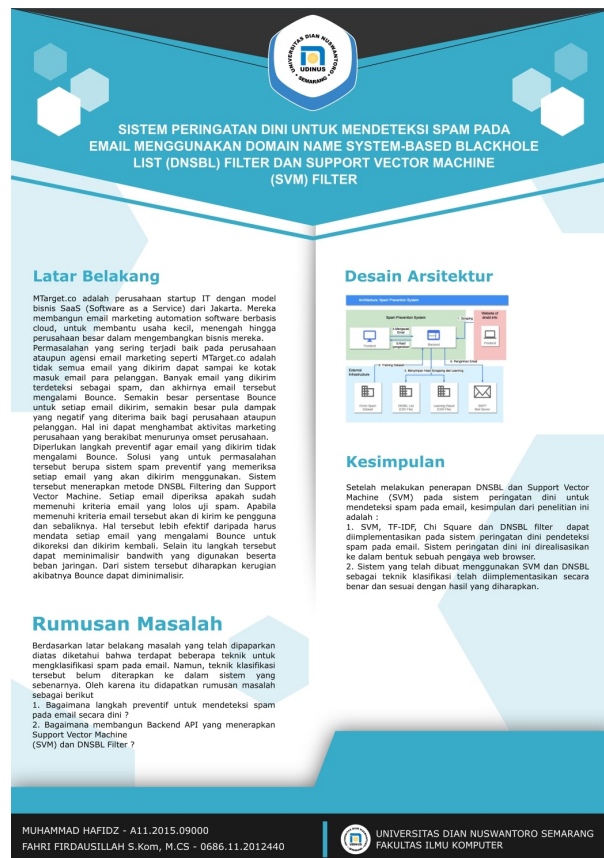 UNIVERSITAS DIAN NUSWANTORO
UDINUS
SEMARANG
SISTEM PERINGATAN DINI UNTUK MENDETEKSI SPAM PADA
EMAIL MENGGUNAKAN DOMAIN NAME SYSTEM-BASED BLACKHOLE
LIST (DNSBL) FILTER DAN SUPPORT VECTOR MACHINE
(SVM) FILTER
Latar Belakang
MTarget.co adalah perusahaan startup IT dengan model
bisnis SaaS (Software as a Service) dari Jakarta. Mereka
membangun email marketing automation software berbasis
cloud, untuk membantu usaha kecil, menengah hingga
perusahaan besar dalam mengembangkan bisnis mereka.
Permasalahan yang sering terjadi baik pada perusahaan
ataupun agensi email marketing seperti MTarget.co adalah
tidak semua email yang dikirim dapat sampai ke kotak
masuk email para pelanggan. Banyak email yang dikirim
terdeteksi sebagai spam, dan akhirnya email tersebut
mengalami Bounce. Semakin besar persentase Bounce
untuk setiap email dikirim, semakin besar pula dampak
yang negatif yang diterima baik bagi perusahaan ataupun
pelanggan. Hal ini dapat menghambat aktivitas marketing
perusahaan yang berakibat menurunya omset perusahaan.
Diperlukan langkah preventif agar email yang dikirim tidak
mengalami Bounce. Solusi yang untuk permasalahan
tersebut berupa sistem spam preventif yang memeriksa
setiap email yang akan dikirim menggunakan. Sistem
tersebut menerapkan metode DNSBL Filtering dan Support
Vector Machine. Setiap email diperiksa apakah sudah
memenuhi kriteria email yang lolos uji spam. Apabila
memenuhi kriteria email tersebut akan di kirim ke pengguna
dan sebaliknya. Hal tersebut lebih efektif daripada harus
mendata setiap email yang mengalami Bounce untuk
dikoreksi dan dikirim kembali. Selain itu langkah tersebut
dapat meminimalisir bandwith yang digunakan beserta
beban jaringan. Dari sistem tersebut diharapkan kerugian
akibatnya Bounce dapat diminimalisir.
Rumusan Masalah
Berdasarkan latar belakang masalah yang telah dipaparkan
diatas diketahui bahwa terdapat beberapa teknik untuk
mengklasifikasi spam pada email. Namun, teknik klasifikasi
tersebut belum diterapkan ke dalam sistem yang
sebenarnya. Oleh karena itu didapatkan rumusan masalah
sebagai berikut
1. Bagaimana langkah preventif untuk mendeteksi spam
pada email secara dini ?
2. Bagaimana membangun Backend API yang menerapkan
Support Vector Machine
(SVM) dan DNSBL Filter ?
Desain Arsitektur
Architecture: Spam Prevention System
Spam Prevention System
Website of
Frontend
Backend
Frontend
External
Infrastructure
Kesimpulan
Setelah melakukan penerapan DNSBL dan Support Vector
Machine (SVM) pada sistem peringatan dini untuk
mendeteksi spam pada email, kesimpulan dari penelitian ini
adalah :
1. SVM, TF-IDF, Chi Square dan DNSBL filter dapat
diimplementasikan pada sistem peringatan dini pendeteksi
spam pada email. Sistem peringatan dini ini direalisasikan
ke dalam bentuk sebuah pengaya web browser.
2. Sistem yang telah dibuat menggunakan SVM dan DNSBL
sebagai teknik klasifikasi telah diimplementasikan secara
benar dan sesuai dengan hasil yang diharapkan.
MUHAMMAD HAFIDZ - A11.2015.09000
FAHRI FIRDAUSILLAH S.Kom, M.CS - 0686.11.2012440
UNIVERSITAS DIAN NUSWANTORO SEMARANG
FAKULTAS ILMU KOMPUTER